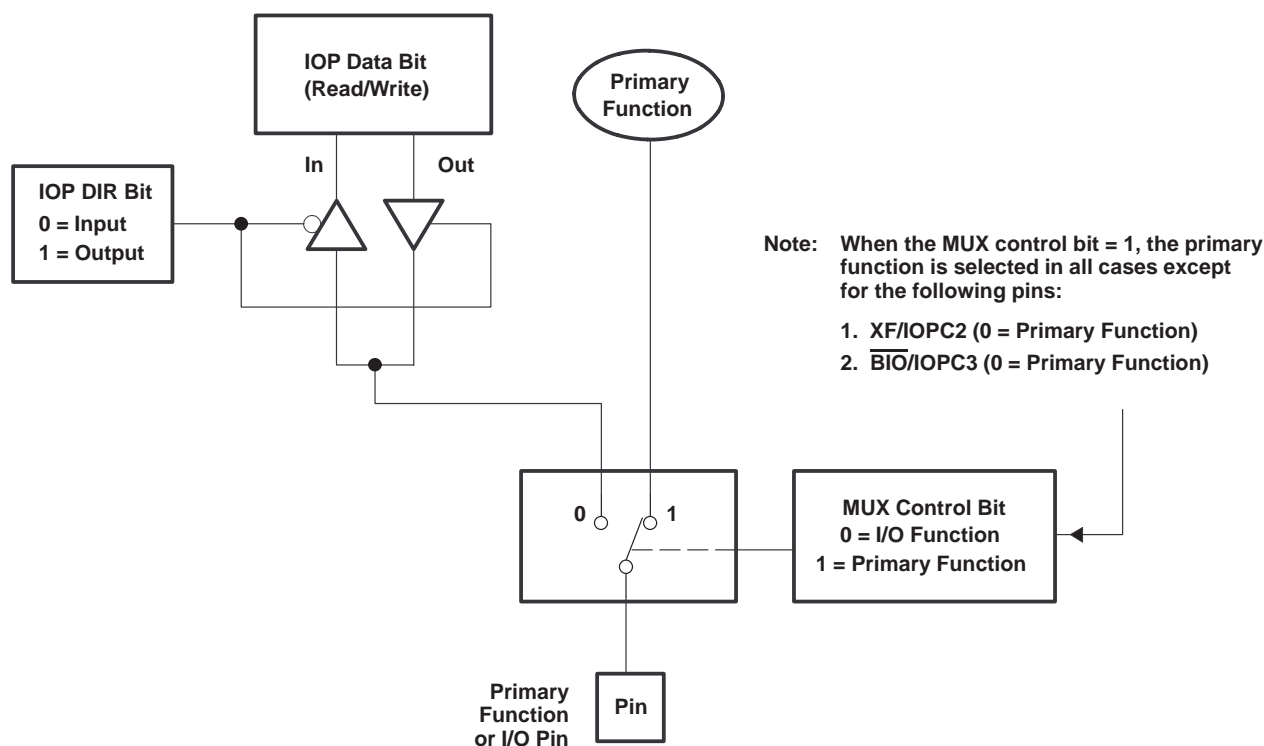 IOP Data Bit
(Read/Write)
Primary
Function
In
Out
IOP DIR Bit
0 = Input
1 = Output
Note: When the MUX control bit = 1, the primary
function is selected in all cases except
for the following pins:
1. XF/IOPC2 (0 = Primary Function)
2. B̅I̅O̅/IOPC3 (0 = Primary Function)
0
1
MUX Control Bit
0 = I/O Function
1 = Primary Function
Primary
Function
or I/O Pin
Pin